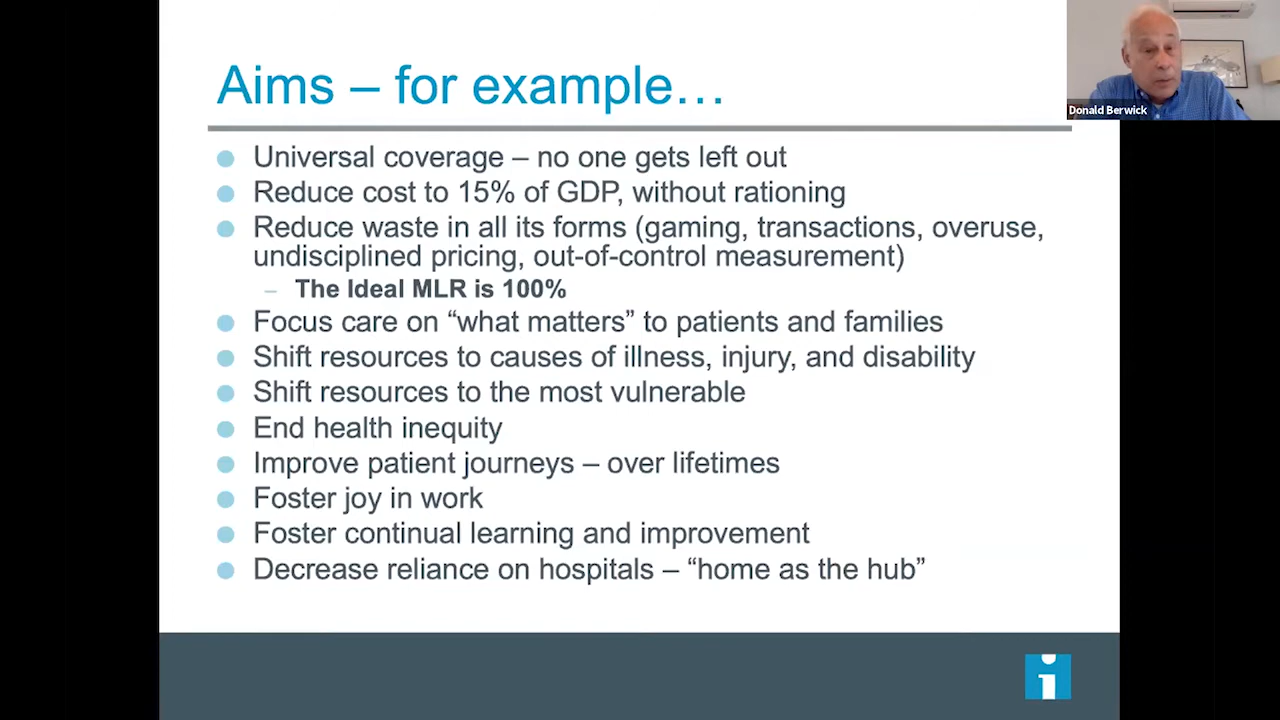 Aims – for example…
Donald Berwick
Universal coverage – no one gets left out
Reduce cost to 15% of GDP, without rationing
Reduce waste in all its forms (gaming, transactions, overuse,
undisciplined pricing, out-of-control measurement)
– The Ideal MLR is 100%
Focus care on “what matters” to patients and families
Shift resources to causes of illness, injury, and disability
Shift resources to the most vulnerable
End health inequity
Improve patient journeys – over lifetimes
Foster joy in work
Foster continual learning and improvement
Decrease reliance on hospitals – “home as the hub”